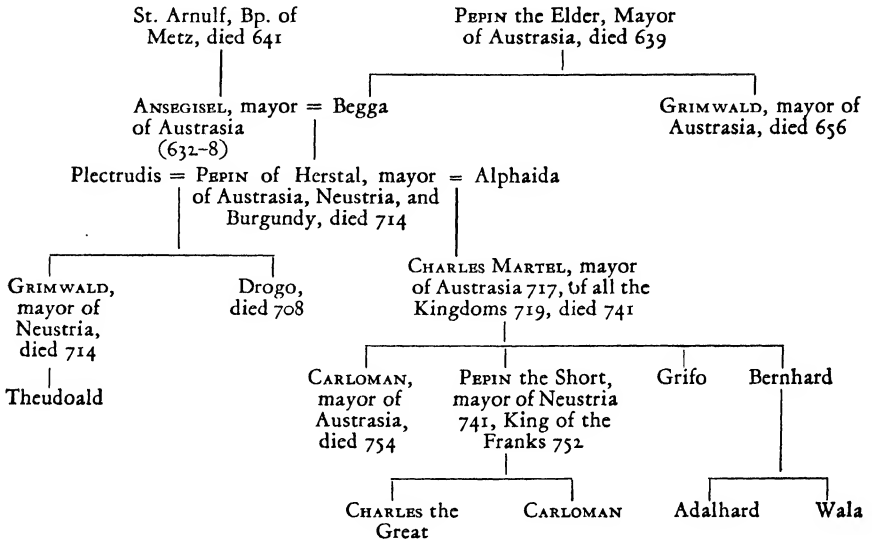 St. Arnulf, Bp. of
Metz, died 641
PEPIN the Elder, Mayor
of Austrasia, died 639
ANSEGISEL, mayor = Begga
of Austrasia
(632-8)
GRIMWALD, mayor of
Austrasia, died 656
Plectrudis = PEPIN of Herstal, mayor = Alphaida
of Austrasia, Neustria, and
Burgundy, died 714
GRIMWALD,
mayor of
Neustria,
died 714
Drogo,
died 708
CHARLES MARTEL, mayor
of Austrasia 717, of all the
Kingdoms 719, died 741
Theudoald
CARLOMAN,
mayor of
Austrasia,
died 754
PEPIN the Short,
mayor of Neustria
741, King of the
Franks 752
Grifo
Bernhard
CHARLES the
Great
CARLOMAN
Adalhard
Wala